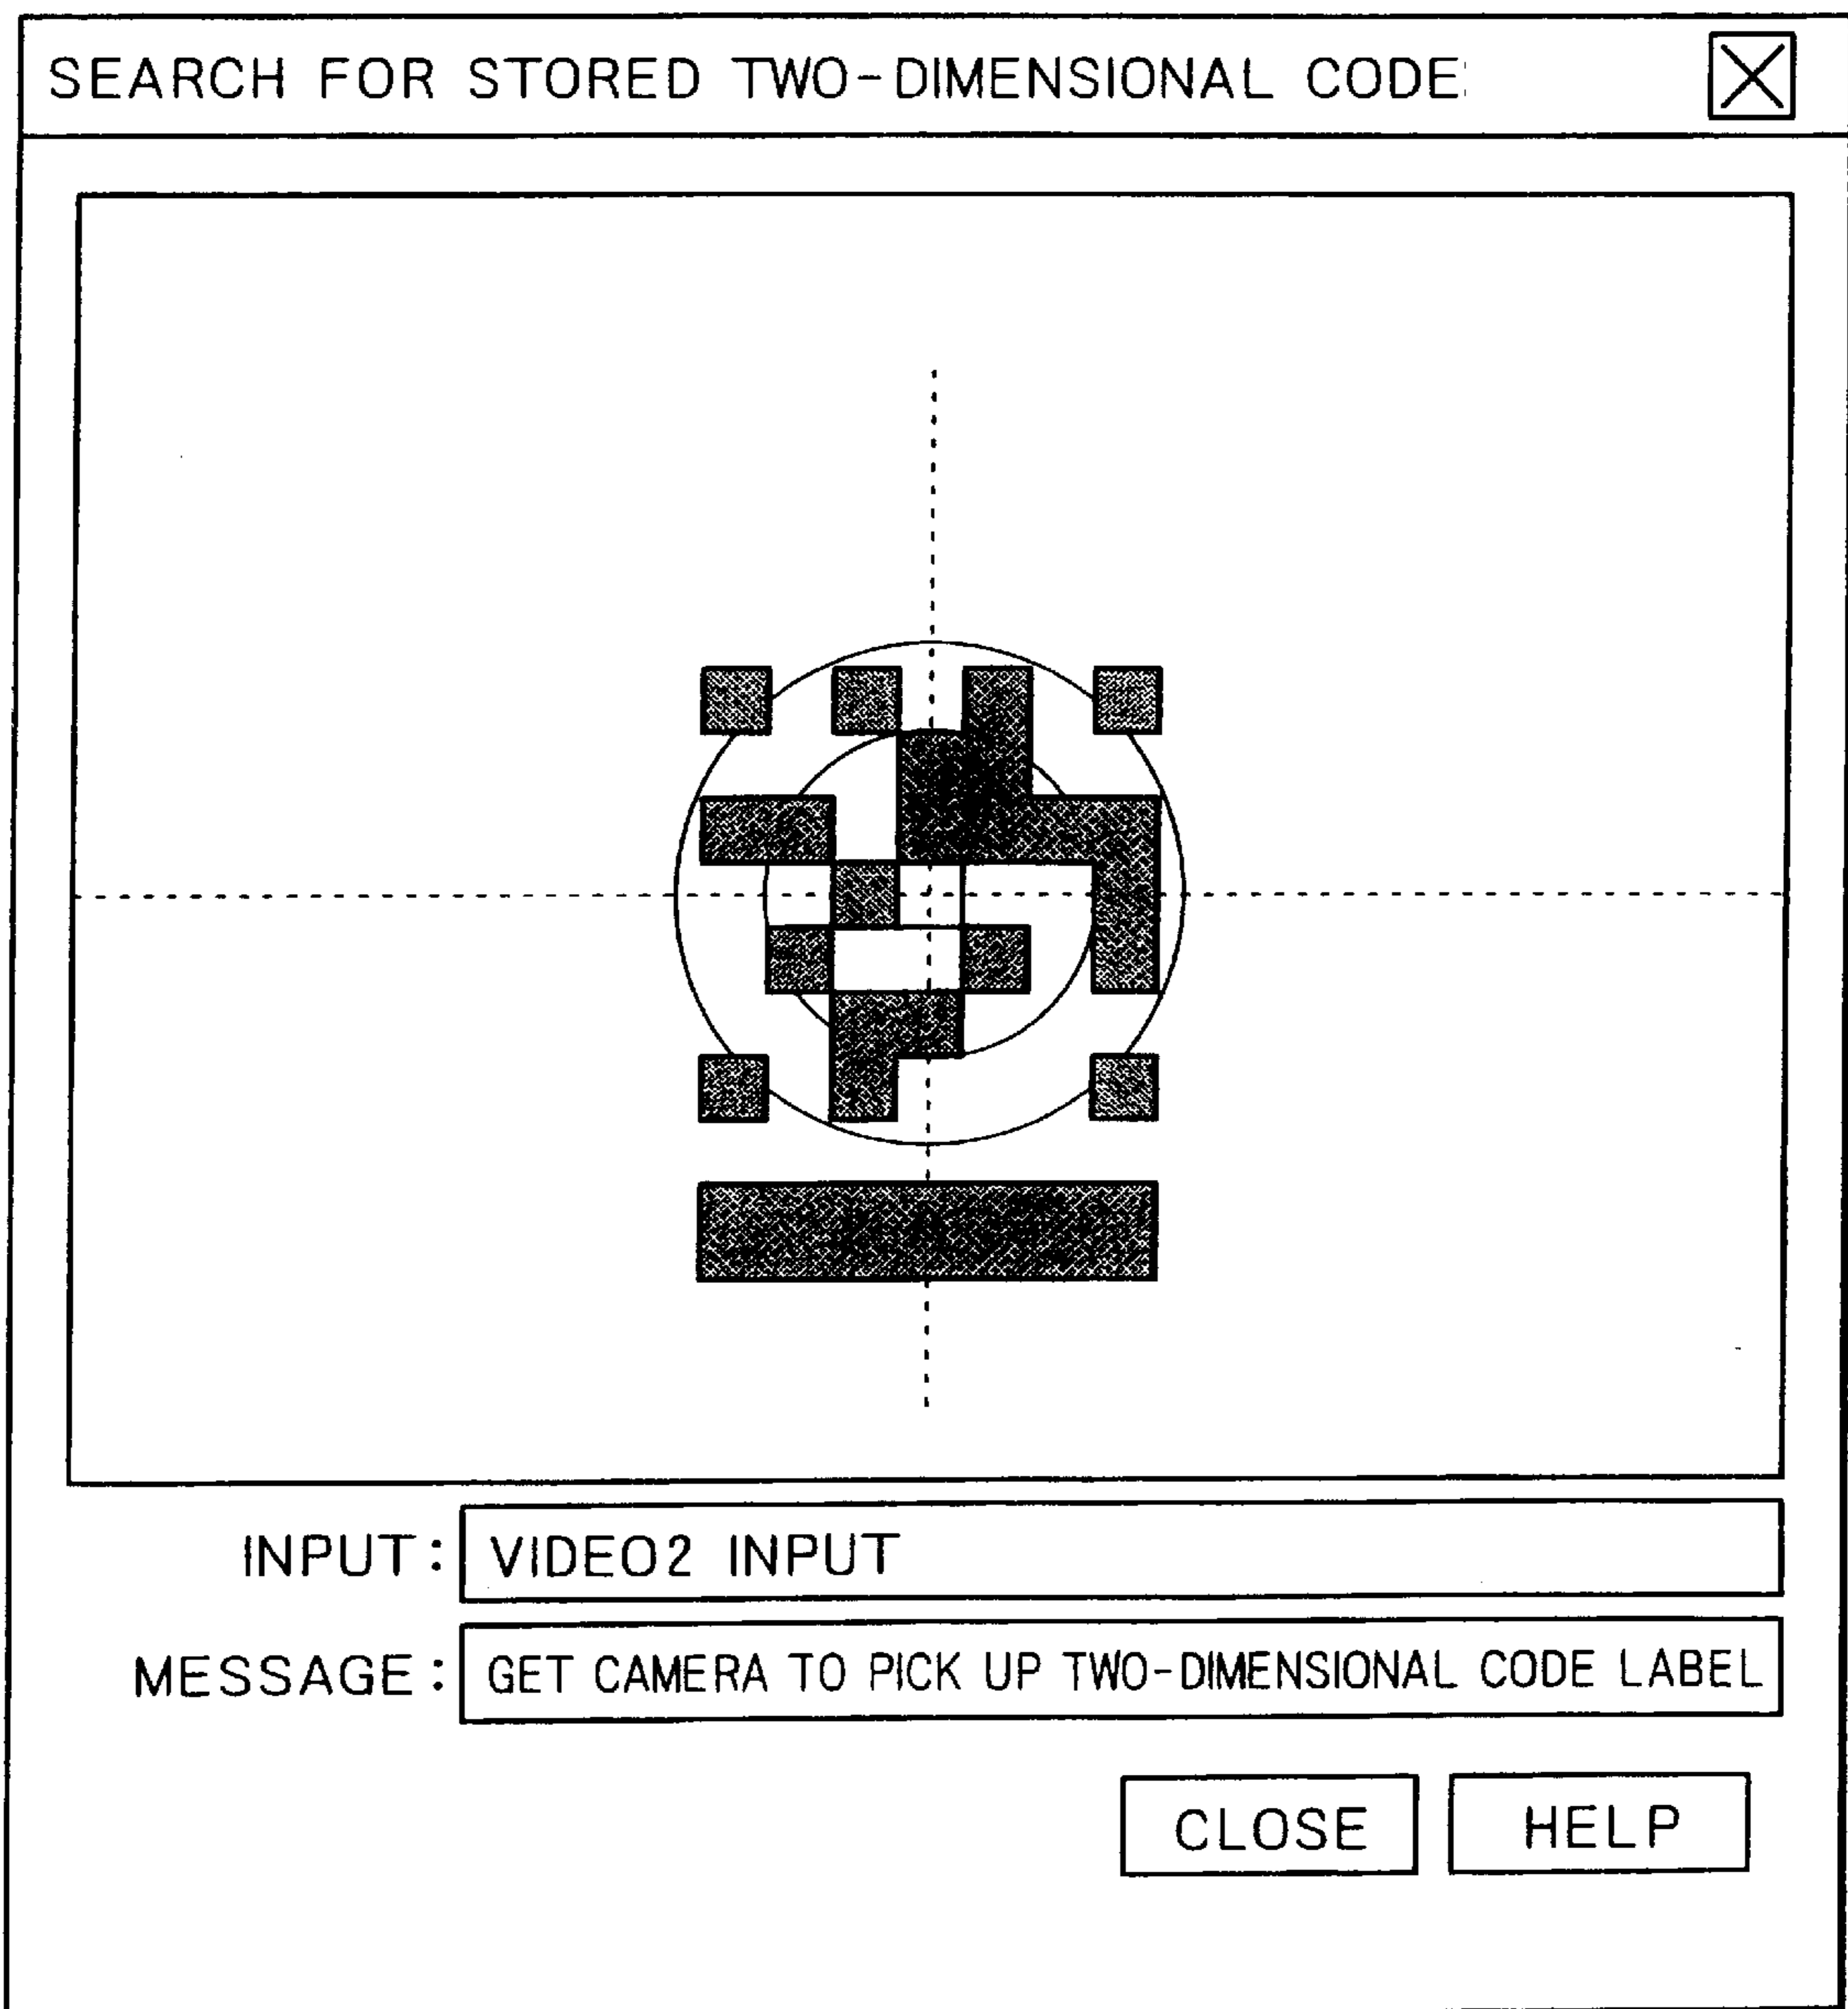 SEARCH FOR STORED TWO-DIMENSIONAL CODE
INPUT: VIDEO2 INPUT
MESSAGE: GET CAMERA TO PICK UP TWO-DIMENSIONAL CODE LABEL
CLOSE HELP